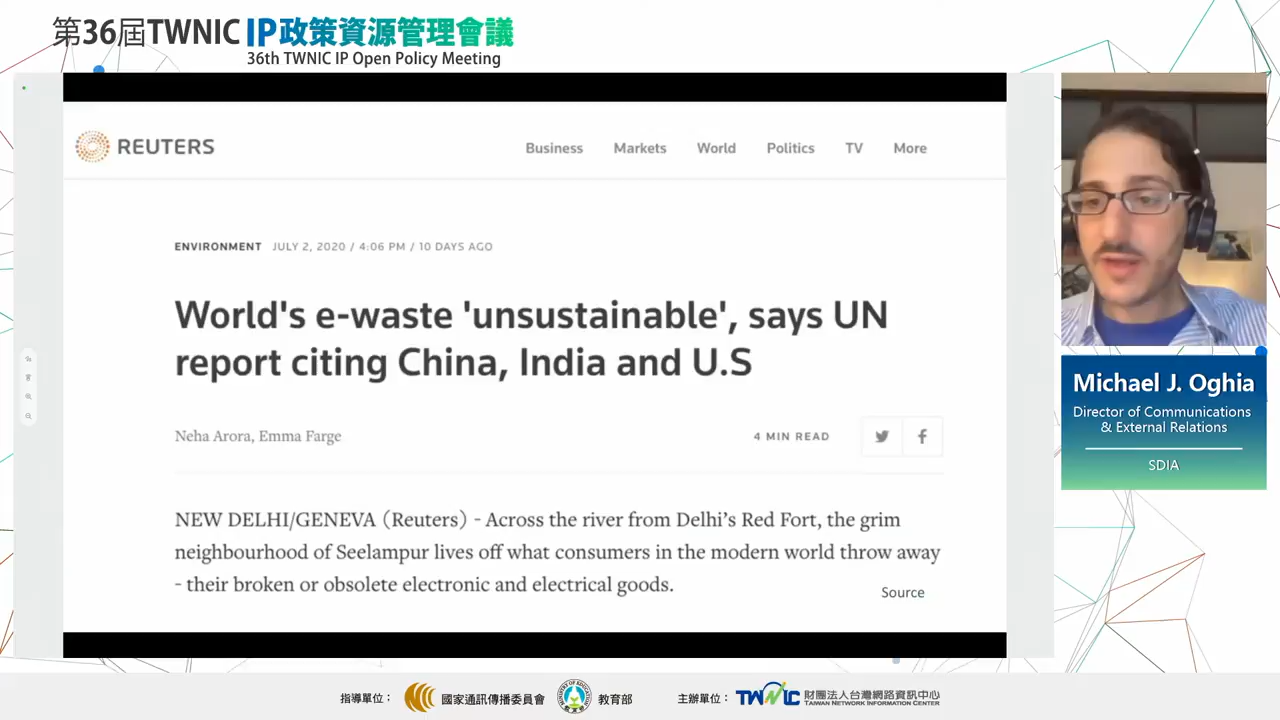 第36屆TWNIC IP政策資源管理會議
36th TWNIC IP Open Policy Meeting
REUTERS
Business Markets World Politics TV More
ENVIRONMENT JULY 2, 2020 / 4:06 PM / 10 DAYS AGO
World's e-waste 'unsustainable', says UN
report citing China, India and U.S
Neha Arora, Emma Farge
4 MIN READ
NEW DELHI/GENEVA (Reuters) - Across the river from Delhi’s Red Fort, the grim
neighbourhood of Seelampur lives off what consumers in the modern world throw away
- their broken or obsolete electronic and electrical goods.
Source
Michael J. Oghia
Director of Communications
& External Relations
SDIA
指導單位： 國家通訊傳播委員會 教育部 主辦單位： TWNIC 財團法人台灣網路資訊中心
TAIWAN NETWORK INFORMATION CENTER